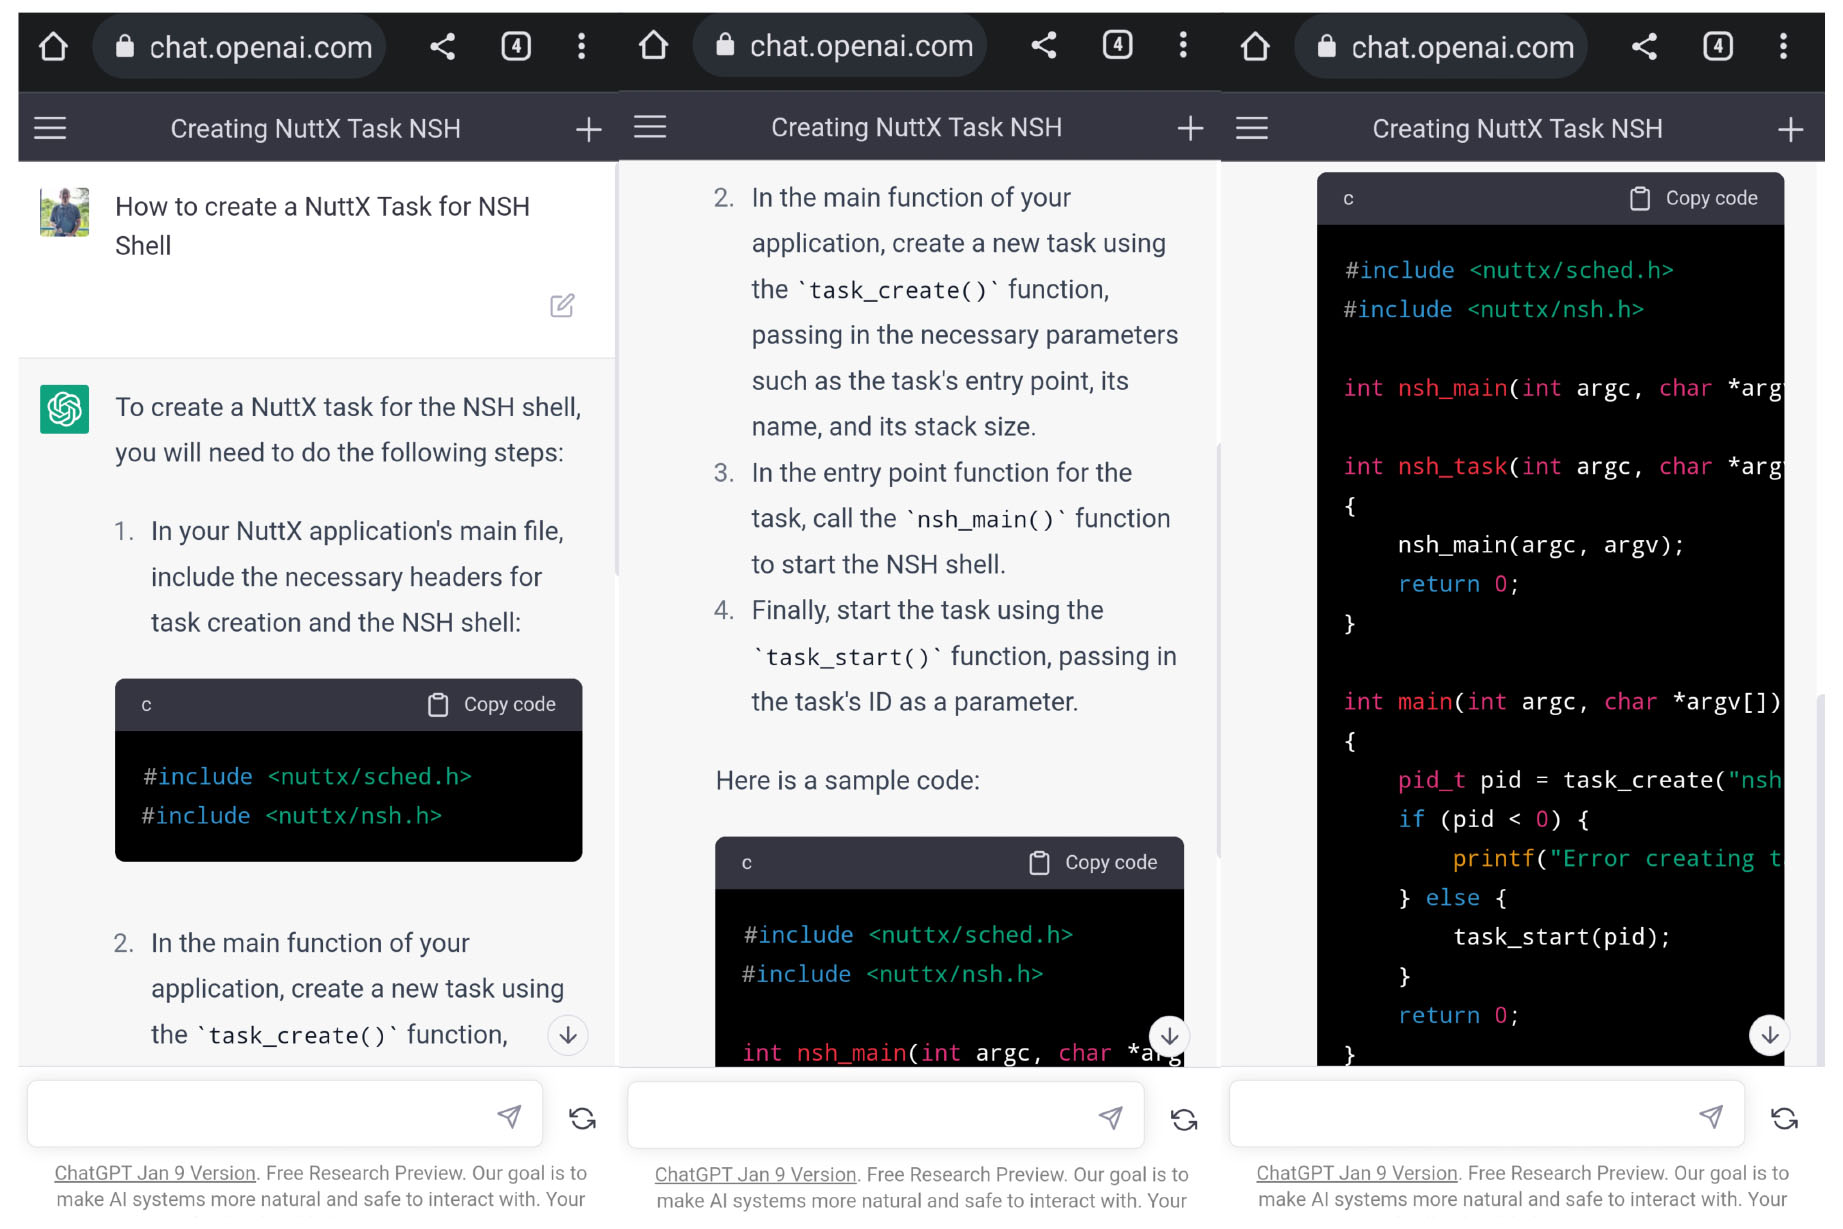 chat.openai.com
4
Creating NuttX Task NSH
How to create a NuttX Task for NSH
Shell
To create a NuttX task for the NSH shell,
you will need to do the following steps:
1. In your NuttX application's main file,
include the necessary headers for
task creation and the NSH shell:
c
Copy code
#include <nuttx/sched.h>
#include <nuttx/nsh.h>
2. In the main function of your
application, create a new task using
the `task_create()` function,
ChatGPT Jan 9 Version. Free Research Preview. Our goal is to
make AI systems more natural and safe to interact with. Your
chat.openai.com
4
Creating NuttX Task NSH
2. In the main function of your
application, create a new task using
the `task_create()` function,
passing in the necessary parameters
such as the task's entry point, its
name, and its stack size.
3. In the entry point function for the
task, call the `nsh_main()` function
to start the NSH shell.
4. Finally, start the task using the
`task_start()` function, passing in
the task's ID as a parameter.
Here is a sample code:
c
Copy code
#include <nuttx/sched.h>
#include <nuttx/nsh.h>
int nsh_main(int argc, char *arg
ChatGPT Jan 9 Version. Free Research Preview. Our goal is to
make AI systems more natural and safe to interact with. Your
chat.openai.com
4
Creating NuttX Task NSH
c
Copy code
#include <nuttx/sched.h>
#include <nuttx/nsh.h>
int nsh_main(int argc, char *argv
int nsh_task(int argc, char *argv
{
nsh_main(argc, argv);
return 0;
}
int main(int argc, char *argv[])
{
pid_t pid = task_create("nsh
if (pid < 0) {
printf("Error creating t
} else {
task_start(pid);
}
return 0;
}
ChatGPT Jan 9 Version. Free Research Preview. Our goal is to
make AI systems more natural and safe to interact with. Your